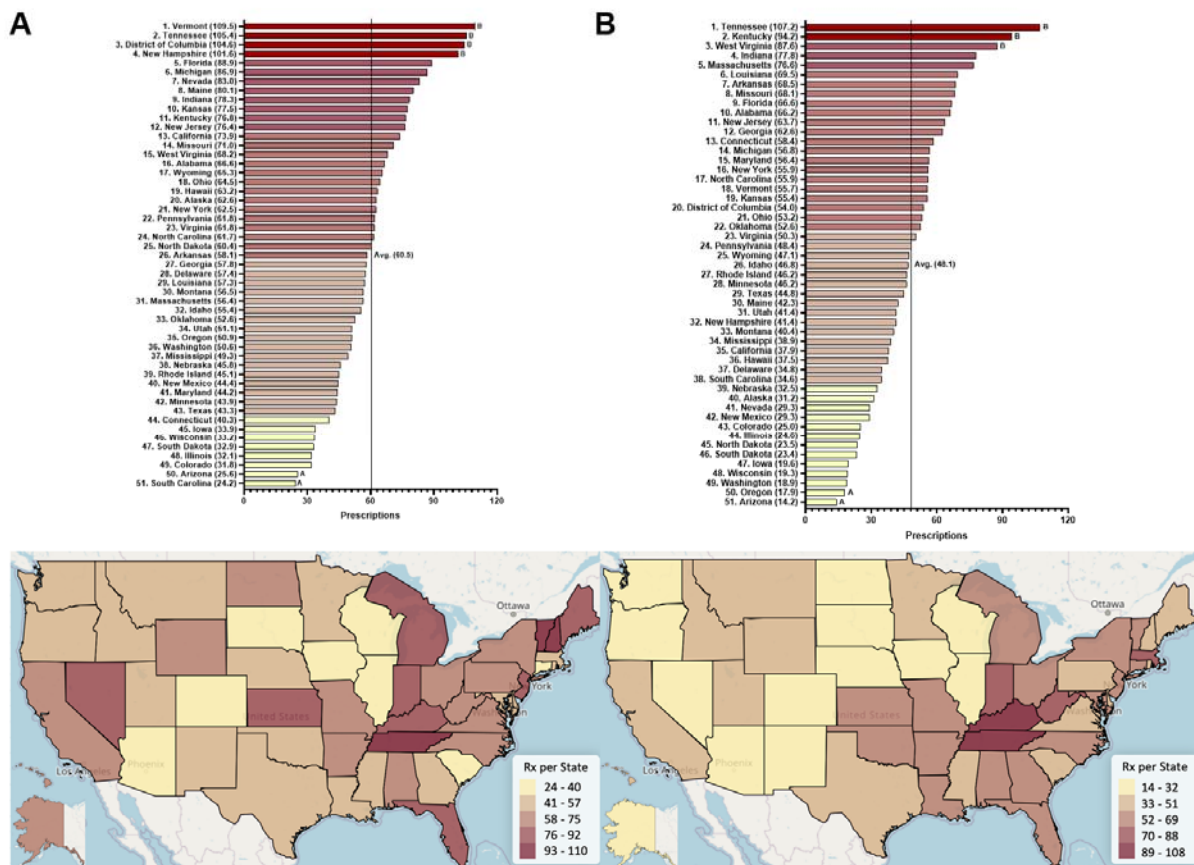 A
1. Vermont (109.5)
B
2. Tennessee (105.4)
B
3. District of Columbia (104.6)
B
4. New Hampshire (101.6)
B
5. Florida (88.9)
6. Michigan (86.9)
7. Nevada (83.0)
8. Maine (80.1)
9. Indiana (78.3)
10. Kansas (77.5)
11. Kentucky (76.8)
12. New Jersey (76.4)
13. California (73.9)
14. Missouri (71.0)
15. West Virginia (68.2)
16. Alabama (66.6)
17. Wyoming (65.3)
18. Ohio (64.5)
19. Hawaii (63.2)
20. Alaska (62.6)
21. New York (62.5)
22. Pennsylvania (61.8)
23. Virginia (61.8)
24. North Carolina (61.7)
25. North Dakota (60.4)
26. Arkansas (58.1)
Avg. (60.5)
27. Georgia (57.8)
28. Delaware (57.4)
29. Louisiana (57.3)
30. Montana (56.5)
31. Massachusetts (56.4)
32. Idaho (55.4)
33. Oklahoma (52.6)
34. Utah (51.1)
35. Oregon (50.9)
36. Washington (50.6)
37. Mississippi (49.3)
38. Nebraska (45.8)
39. Rhode Island (45.1)
40. New Mexico (44.4)
41. Maryland (44.2)
42. Minnesota (43.9)
43. Texas (43.3)
44. Connecticut (40.3)
45. Iowa (33.9)
46. Wisconsin (33.2)
47. South Dakota (32.9)
48. Illinois (32.1)
49. Colorado (31.8)
50. Arizona (25.6)
A
51. South Carolina (24.2)
A
0 30 60 90 120
Prescriptions
B
1. Tennessee (107.2)
B
2. Kentucky (94.2)
B
3. West Virginia (87.6)
B
4. Indiana (77.8)
5. Massachusetts (76.6)
6. Louisiana (69.5)
7. Arkansas (68.5)
8. Missouri (68.1)
9. Florida (66.6)
10. Alabama (66.2)
11. New Jersey (63.7)
12. Georgia (62.6)
13. Connecticut (58.4)
14. Michigan (56.8)
15. Maryland (56.4)
16. New York (55.9)
17. North Carolina (55.9)
18. Vermont (55.7)
19. Kansas (55.4)
20. District of Columbia (54.0)
21. Ohio (53.2)
22. Oklahoma (52.6)
23. Virginia (50.3)
24. Pennsylvania (48.4)
25. Wyoming (47.1)
26. Idaho (46.8)
Avg. (48.1)
27. Rhode Island (46.2)
28. Minnesota (46.2)
29. Texas (44.8)
30. Maine (42.3)
31. Utah (41.4)
32. New Hampshire (41.4)
33. Montana (40.4)
34. Mississippi (38.9)
35. California (37.9)
36. Hawaii (37.5)
37. Delaware (34.8)
38. South Carolina (34.6)
39. Nebraska (32.5)
40. Alaska (31.2)
41. Nevada (29.3)
42. New Mexico (29.3)
43. Colorado (25.0)
44. Illinois (24.6)
45. North Dakota (23.5)
46. South Dakota (23.4)
47. Iowa (19.6)
48. Wisconsin (19.3)
49. Washington (18.9)
50. Oregon (17.9)
A
51. Arizona (14.2)
A
0 30 60 90 120
Prescriptions
Ottawa
York
United States
Washington
Los Angeles
Phoenix
Rx per State
24 - 40
41 - 57
58 - 75
76 - 92
93 - 110
Ottawa
York
United States
Washington
Los Angeles
Phoenix
Rx per State
14 - 32
33 - 51
52 - 69
70 - 88
89 - 108